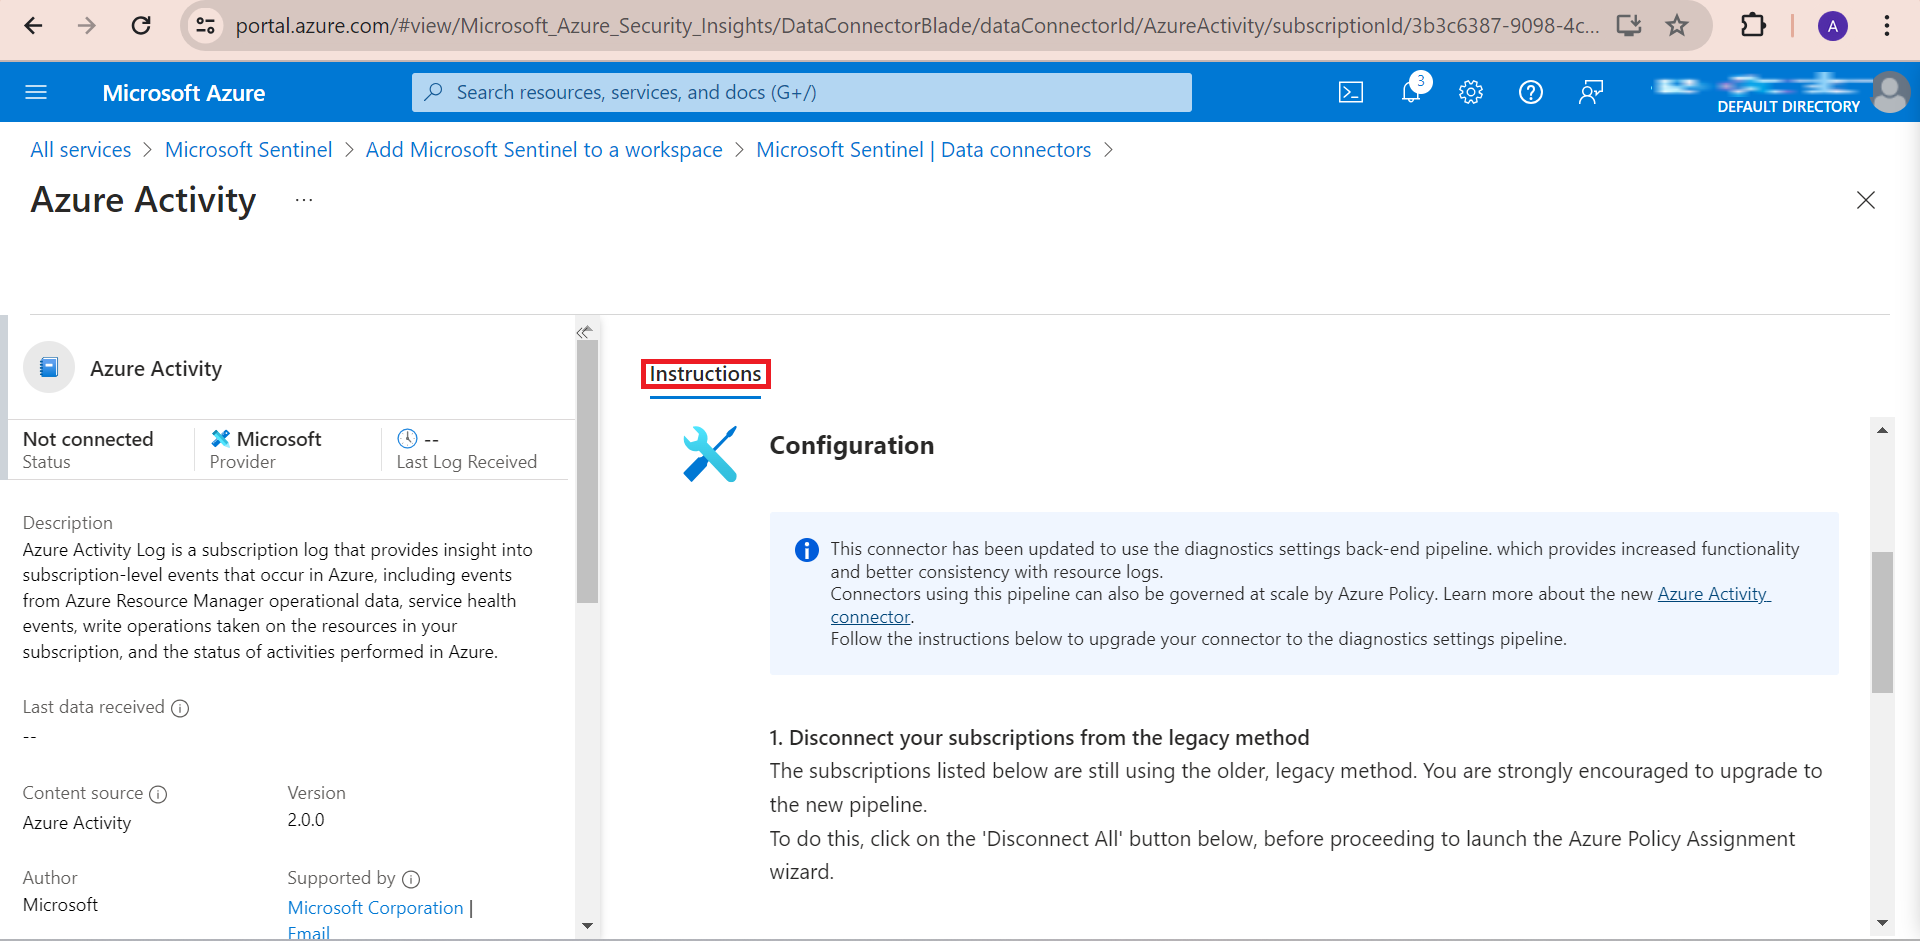 portal.azure.com/#view/Microsoft_Azure_Security_Insights/DataConnectorBlade/dataConnectorId/AzureActivity/subscriptionId/3b3c6387-9098-4c...
A
Microsoft Azure
Search resources, services, and docs (G+/)
3
DEFAULT DIRECTORY
All services > Microsoft Sentinel > Add Microsoft Sentinel to a workspace > Microsoft Sentinel | Data connectors >
Azure Activity ...
Azure Activity
Not connected
Status
Microsoft
Provider
--
Last Log Received
Description
Azure Activity Log is a subscription log that provides insight into
subscription-level events that occur in Azure, including events
from Azure Resource Manager operational data, service health
events, write operations taken on the resources in your
subscription, and the status of activities performed in Azure.
Last data received
--
Content source
Azure Activity
Version
2.0.0
Author
Microsoft
Supported by
Microsoft Corporation |
Email
Instructions
Configuration
This connector has been updated to use the diagnostics settings back-end pipeline. which provides increased functionality
and better consistency with resource logs.
Connectors using this pipeline can also be governed at scale by Azure Policy. Learn more about the new Azure Activity
connector.
Follow the instructions below to upgrade your connector to the diagnostics settings pipeline.
1. Disconnect your subscriptions from the legacy method
The subscriptions listed below are still using the older, legacy method. You are strongly encouraged to upgrade to
the new pipeline.
To do this, click on the 'Disconnect All' button below, before proceeding to launch the Azure Policy Assignment
wizard.